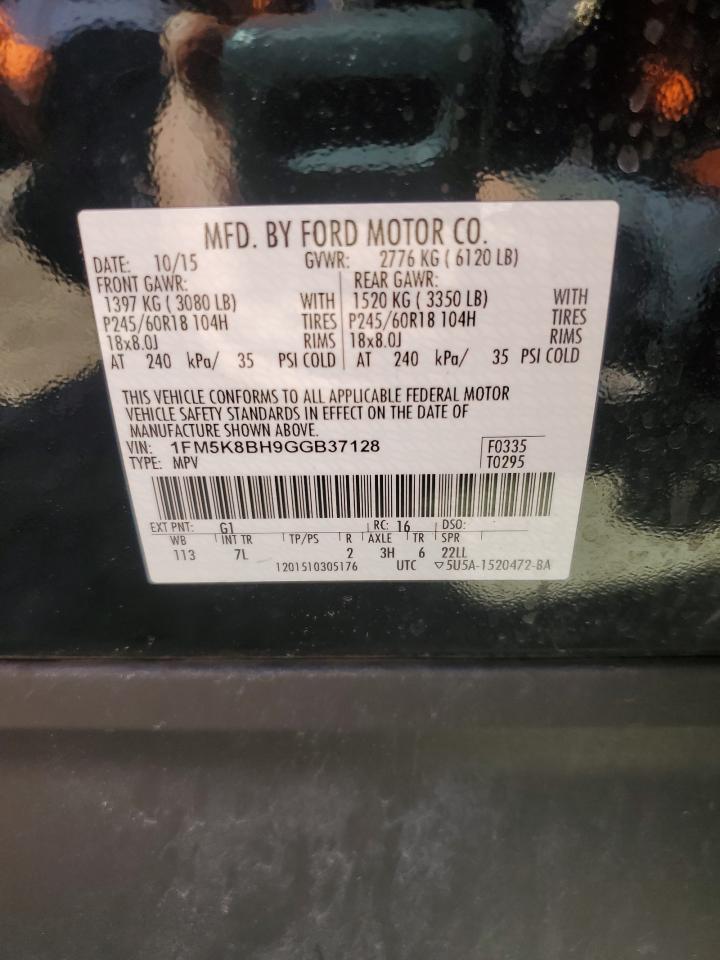 MFD. BY FORD MOTOR CO.
DATE: 10/15 GVWR: 2776 KG ( 6120 LB)
FRONT GAWR: REAR GAWR:
1397 KG ( 3080 LB) WITH 1520 KG ( 3350 LB) WITH
P245/60R18 104H TIRES P245/60R18 104H TIRES
18x8.0J RIMS 18x8.0J RIMS
AT 240 kPa/ 35 PSI COLD AT 240 kPa/ 35 PSI COLD
THIS VEHICLE CONFORMS TO ALL APPLICABLE FEDERAL MOTOR
VEHICLE SAFETY STANDARDS IN EFFECT ON THE DATE OF
MANUFACTURE SHOWN ABOVE.
VIN: 1FM5K8BH9GGB37128 F0335
TYPE: MPV T0295
EXT PNT: G1 RC: 16 DSO:
WB INT TR TP/PS R AXLE TR SPR
113 7L 2 3H 6 22LL
1201510305176 UTC ▽5U5A-1520472-BA